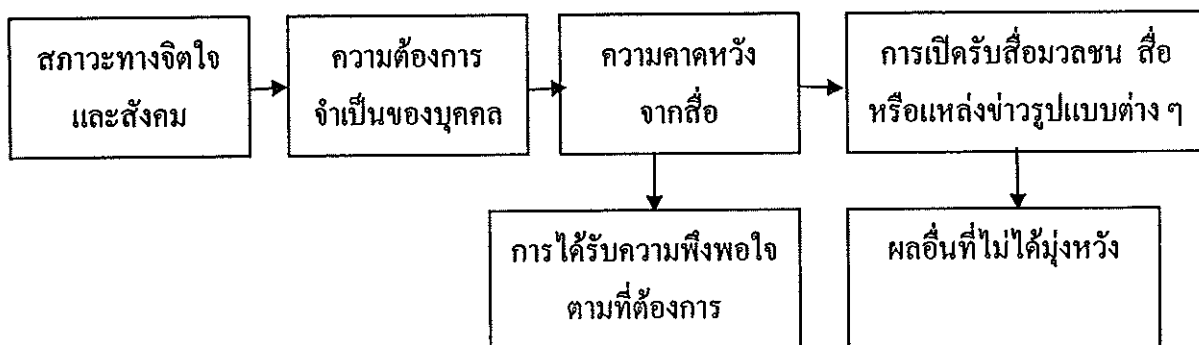 สภาวะทางจิตใจ
และสังคม
ความต้องการ
จำเป็นของบุคคล
ความคาดหวัง
จากสื่อ
การเปิดรับสื่อมวลชน สื่อ
หรือแหล่งข่าวรูปแบบต่าง ๆ
การได้รับความพึงพอใจ
ตามที่ต้องการ
ผลอื่นที่ไม่ได้มุ่งหวัง